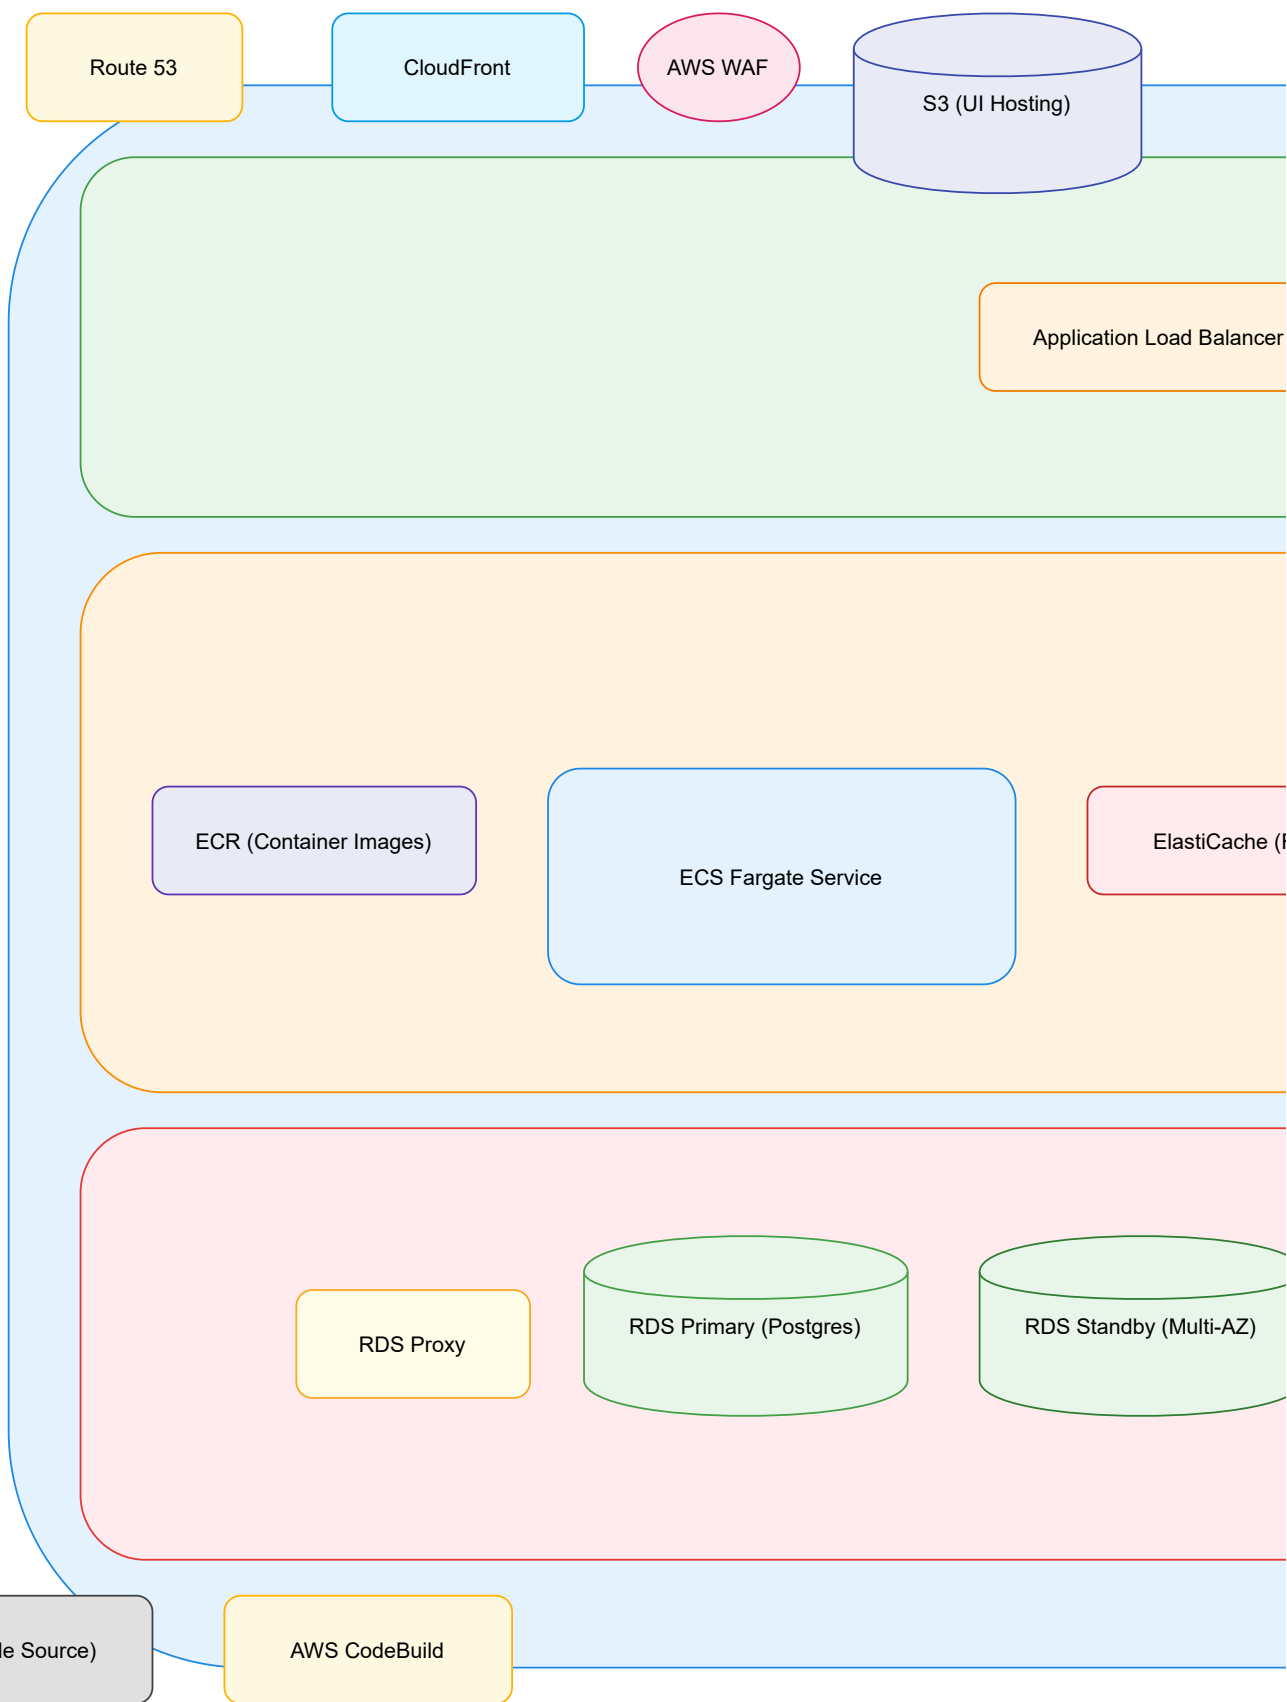 Route 53
CloudFront
AWS WAF
S3 (UI Hosting)
Application Load Balancer
ECR (Container Images)
ECS Fargate Service
ElastiCache (
RDS Proxy
RDS Primary (Postgres)
RDS Standby (Multi-AZ)
Source)
AWS CodeBuild